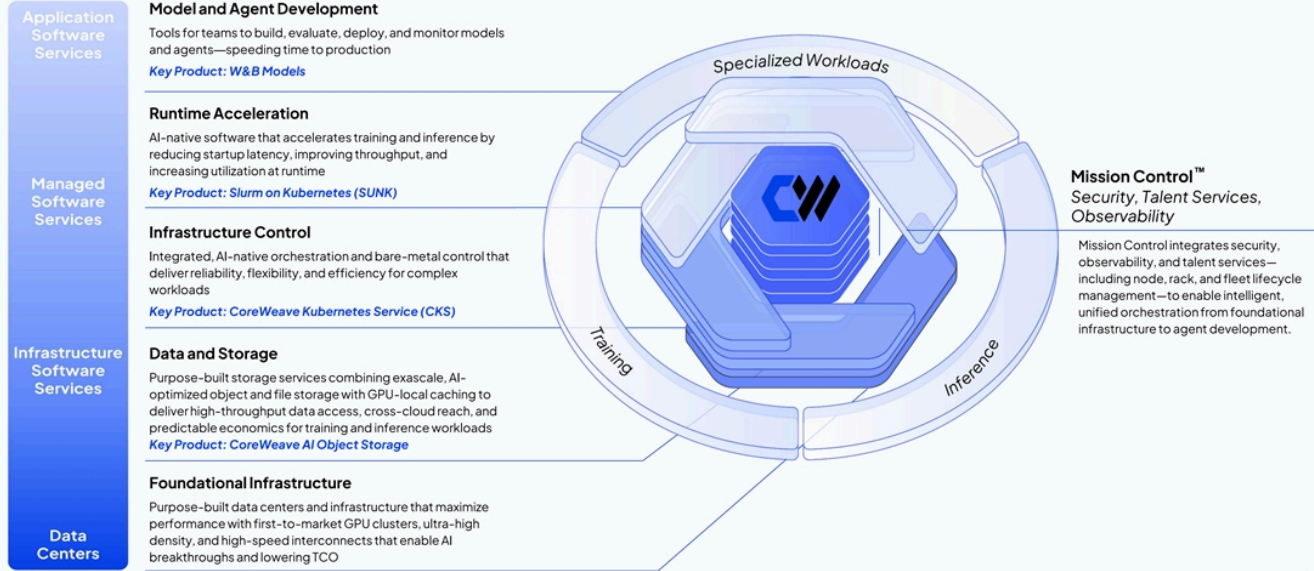 Application
Software
Services
Managed
Software
Services
Infrastructure
Software
Services
Data
Centers
Model and Agent Development
Tools for teams to build, evaluate, deploy, and monitor models
and agents—speeding time to production
Key Product: W&B Models
Runtime Acceleration
AI-native software that accelerates training and inference by
reducing startup latency, improving throughput, and
increasing utilization at runtime
Key Product: Slurm on Kubernetes (SUNK)
Infrastructure Control
Integrated, AI-native orchestration and bare-metal control that
deliver reliability, flexibility, and efficiency for complex
workloads
Key Product: CoreWeave Kubernetes Service (CKS)
Data and Storage
Purpose-built storage services combining exascale, AI-
optimized object and file storage with GPU-local caching to
deliver high-throughput data access, cross-cloud reach, and
predictable economics for training and inference workloads
Key Product: CoreWeave AI Object Storage
Foundational Infrastructure
Purpose-built data centers and infrastructure that maximize
performance with first-to-market GPU clusters, ultra-high
density, and high-speed interconnects that enable AI
breakthroughs and lowering TCO
Specialized Workloads
Training
Inference
Mission Control™
Security, Talent Services,
Observability
Mission Control integrates security,
observability, and talent services—
including node, rack, and fleet lifecycle
management—to enable intelligent,
unified orchestration from foundational
infrastructure to agent development.